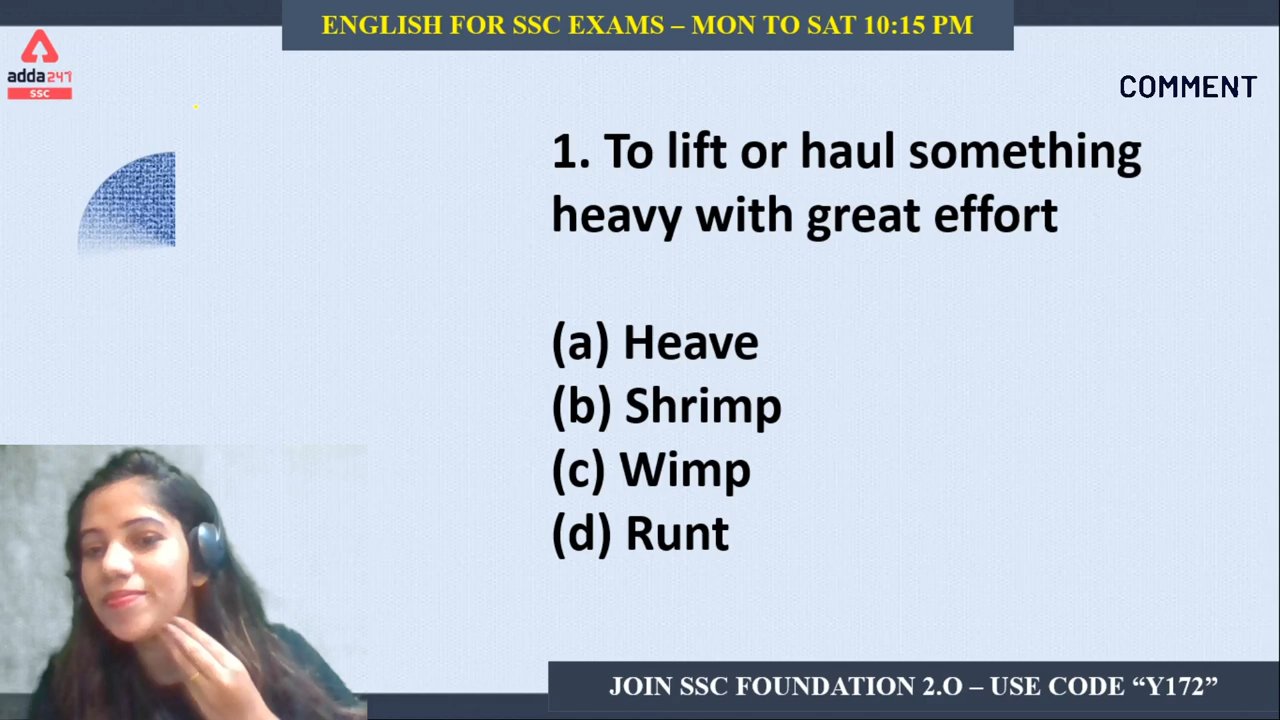 ENGLISH FOR SSC EXAMS – MON TO SAT 10:15 PM
adda247
SSC
COMMENT
1. To lift or haul something
heavy with great effort
(a) Heave
(b) Shrimp
(c) Wimp
(d) Runt
JOIN SSC FOUNDATION 2.O – USE CODE “Y172”